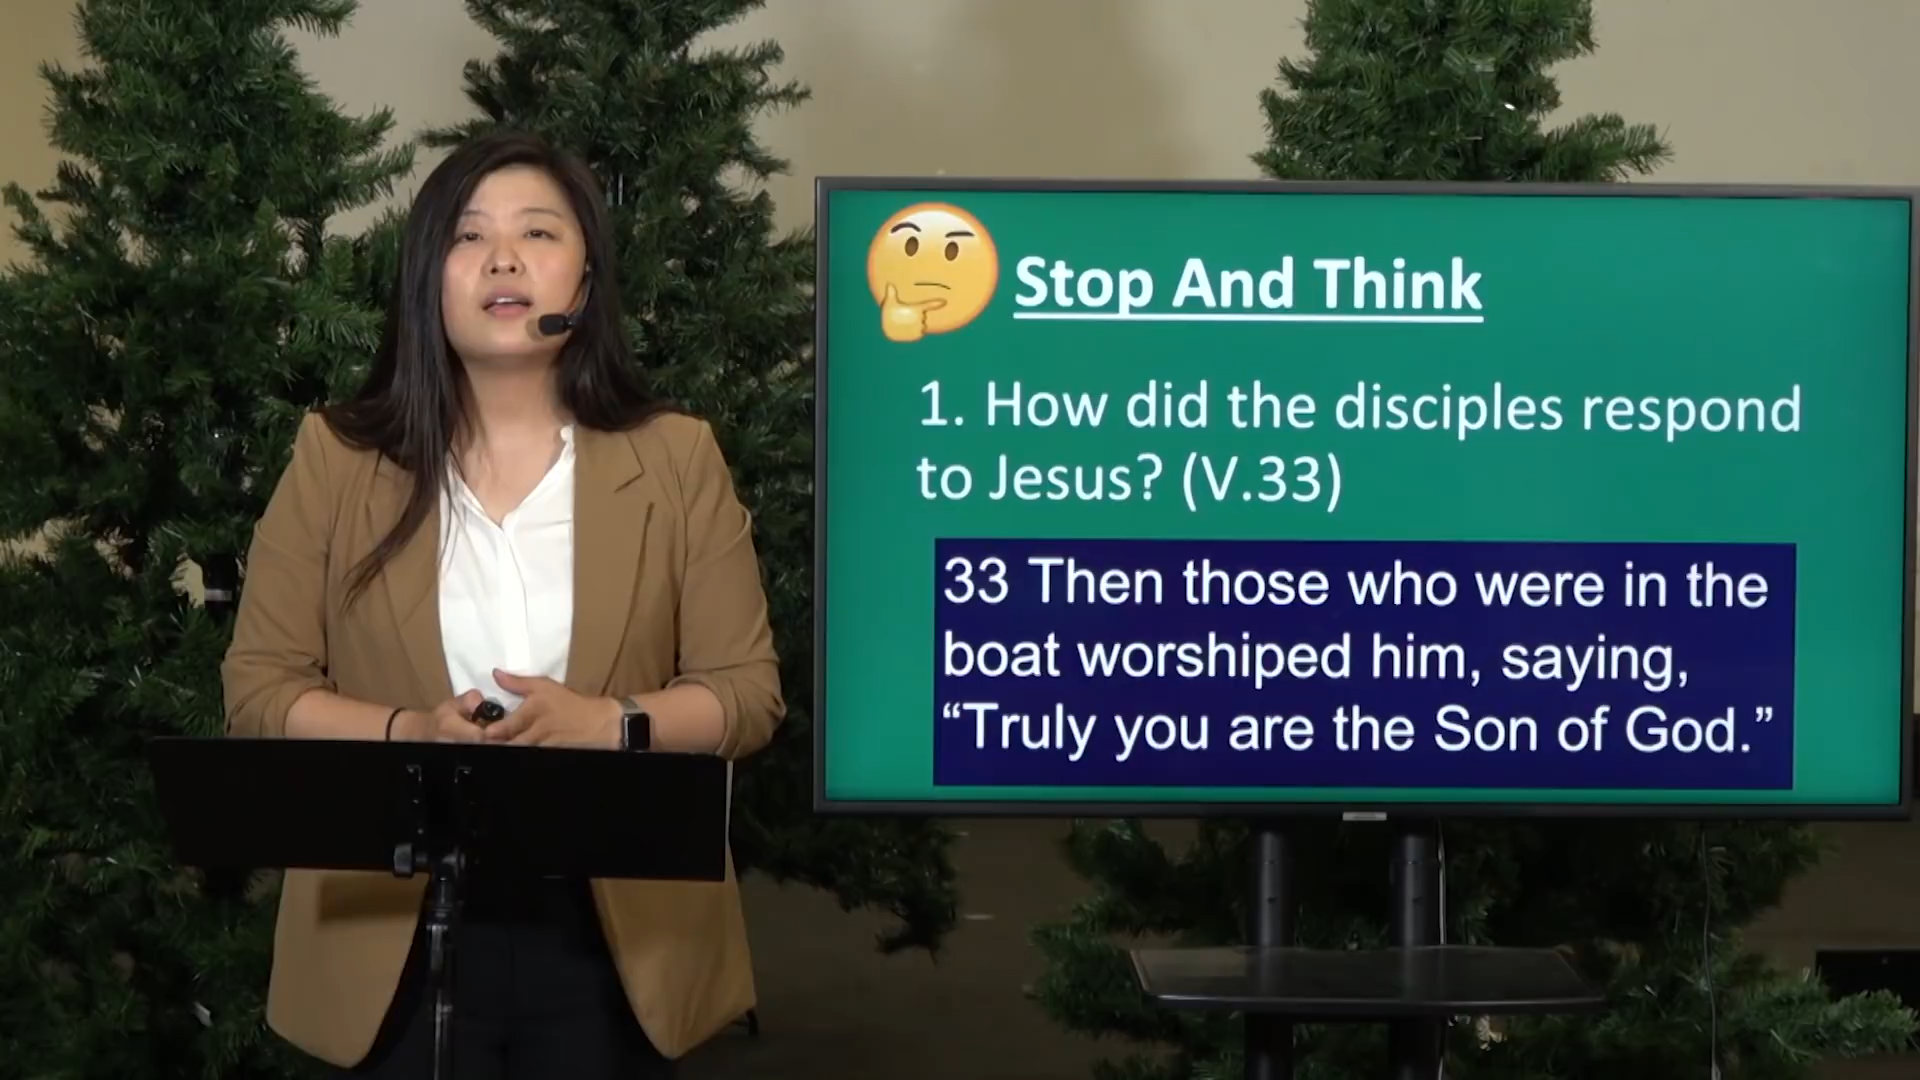 Stop And Think
1. How did the disciples respond
to Jesus? (V.33)
33 Then those who were in the
boat worshiped him, saying,
“Truly you are the Son of God.”